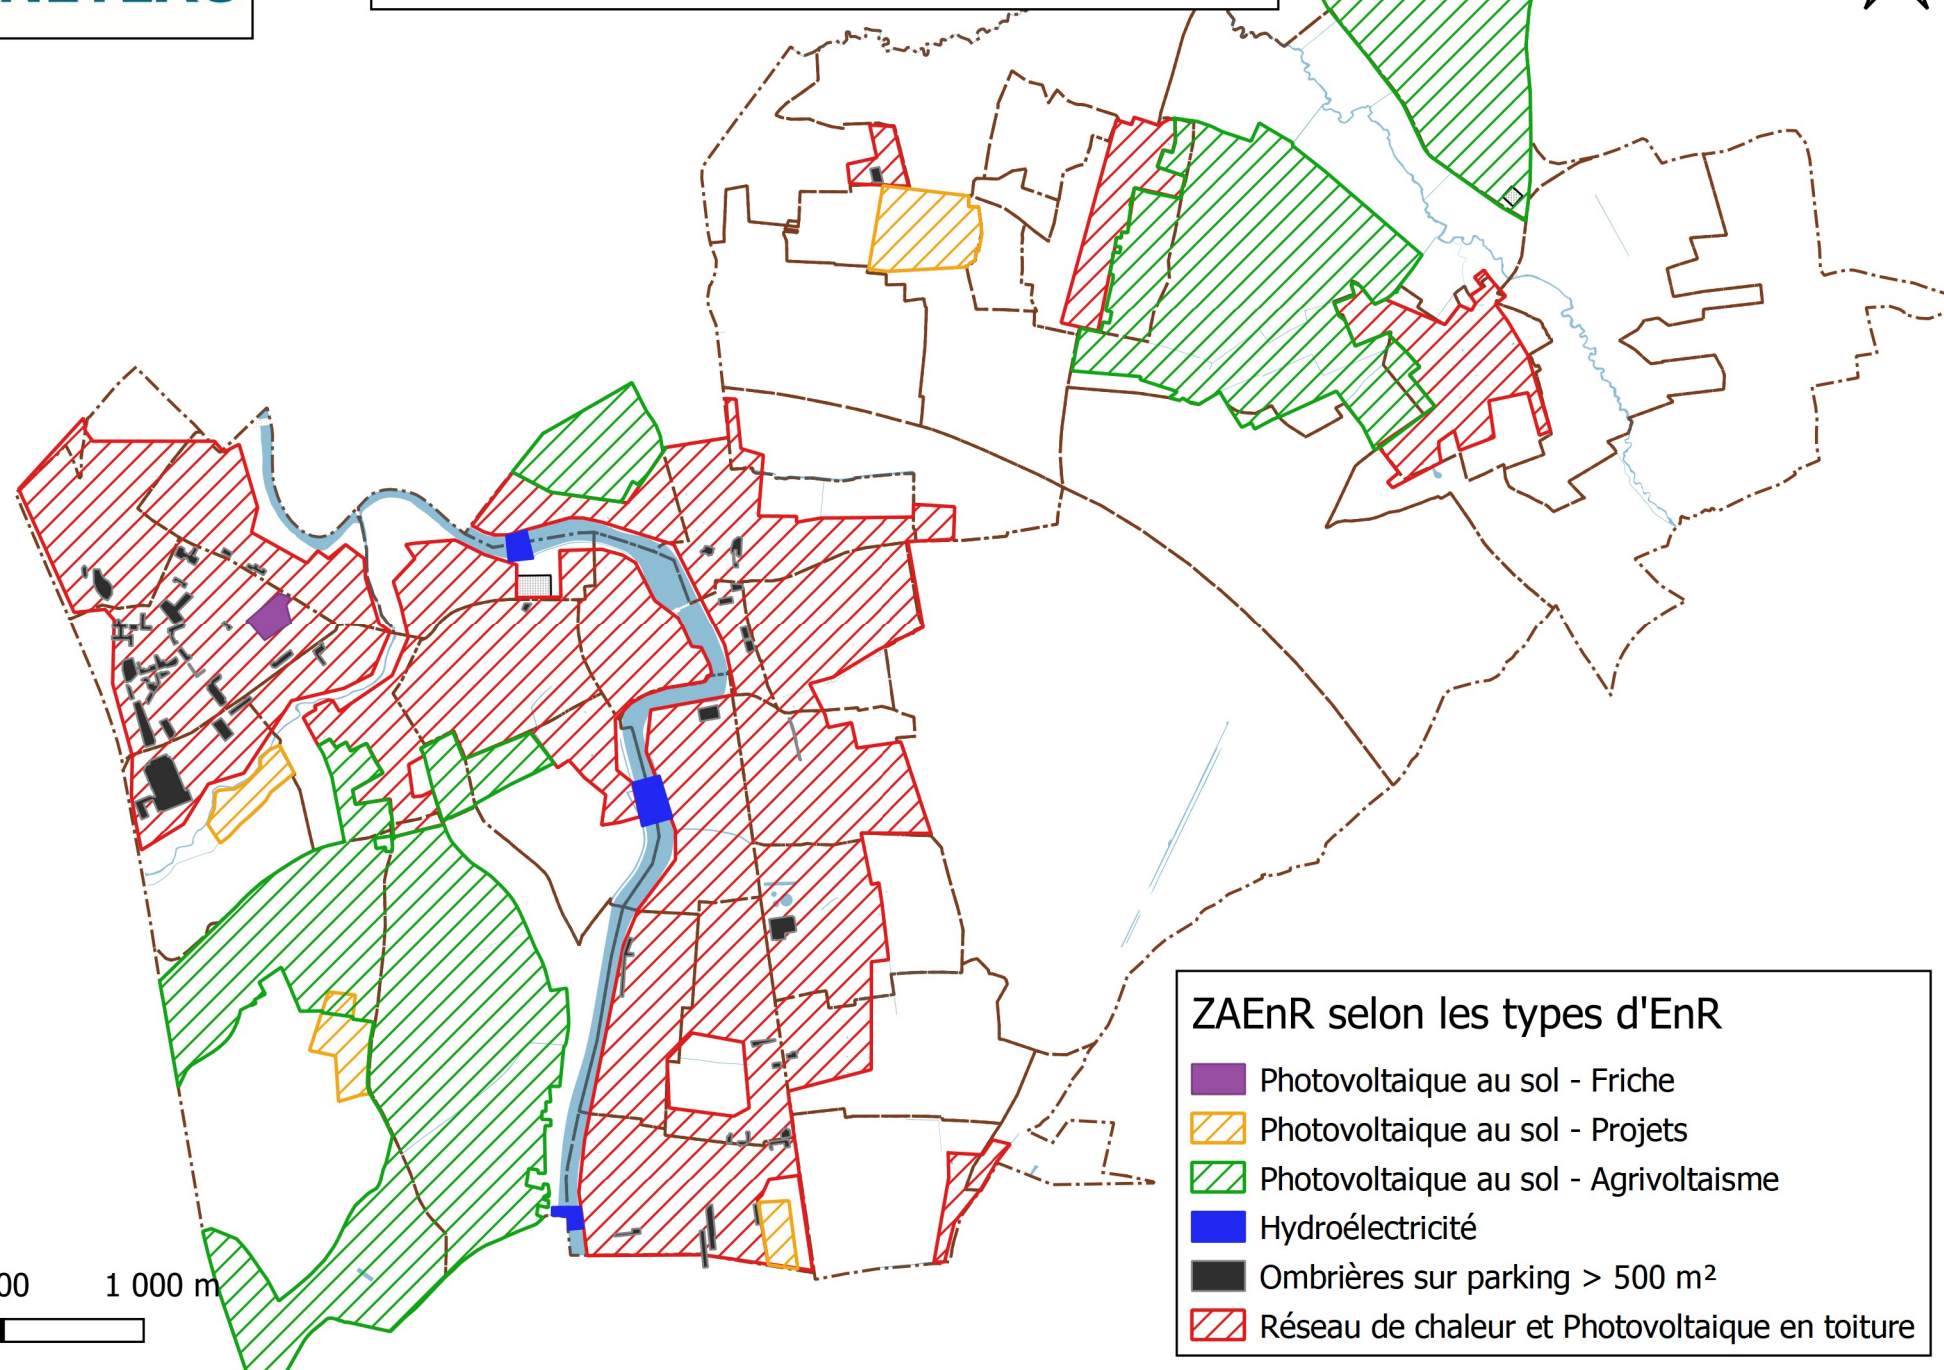 ZAEnR selon les types d'EnR
Photovoltaique au sol - Friche
Photovoltaique au sol - Projets
Photovoltaique au sol - Agrivoltaisme
Hydroélectricité
Ombrières sur parking > 500 m²
Réseau de chaleur et Photovoltaique en toiture
00 1 000 m